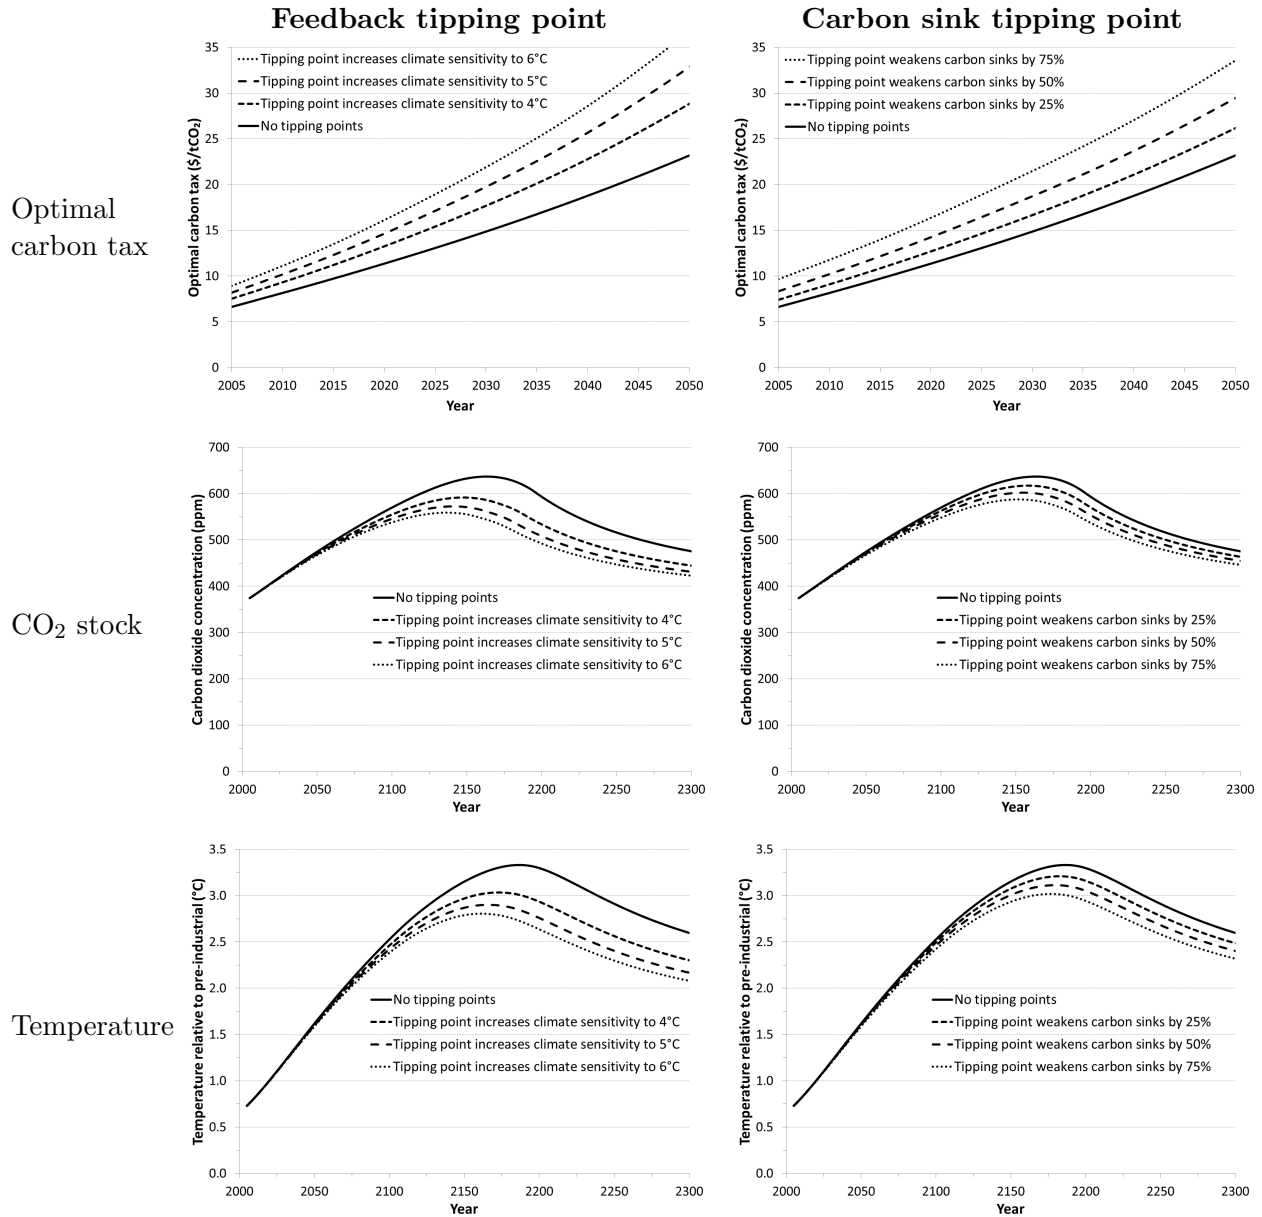 Feedback tipping point
Carbon sink tipping point
Optimal
carbon tax
Optimal carbon tax ($/tCO₂)
35
30
25
20
15
10
5
0
Tipping point increases climate sensitivity to 6°C
Tipping point increases climate sensitivity to 5°C
Tipping point increases climate sensitivity to 4°C
No tipping points
2005 2010 2015 2020 2025 2030 2035 2040 2045 2050
Year
Optimal carbon tax ($/tCO₂)
35
30
25
20
15
10
5
0
Tipping point weakens carbon sinks by 75%
Tipping point weakens carbon sinks by 50%
Tipping point weakens carbon sinks by 25%
No tipping points
2005 2010 2015 2020 2025 2030 2035 2040 2045 2050
Year
CO₂ stock
Carbon dioxide concentration (ppm)
700
600
500
400
300
200
100
0
No tipping points
Tipping point increases climate sensitivity to 4°C
Tipping point increases climate sensitivity to 5°C
Tipping point increases climate sensitivity to 6°C
2000 2050 2100 2150 2200 2250 2300
Year
Carbon dioxide concentration (ppm)
700
600
500
400
300
200
100
0
No tipping points
Tipping point weakens carbon sinks by 25%
Tipping point weakens carbon sinks by 50%
Tipping point weakens carbon sinks by 75%
2000 2050 2100 2150 2200 2250 2300
Year
Temperature
Temperature relative to pre-industrial (°C)
3.5
3.0
2.5
2.0
1.5
1.0
0.5
0.0
No tipping points
Tipping point increases climate sensitivity to 4°C
Tipping point increases climate sensitivity to 5°C
Tipping point increases climate sensitivity to 6°C
2000 2050 2100 2150 2200 2250 2300
Year
Temperature relative to pre-industrial (°C)
3.5
3.0
2.5
2.0
1.5
1.0
0.5
0.0
No tipping points
Tipping point weakens carbon sinks by 25%
Tipping point weakens carbon sinks by 50%
Tipping point weakens carbon sinks by 75%
2000 2050 2100 2150 2200 2250 2300
Year